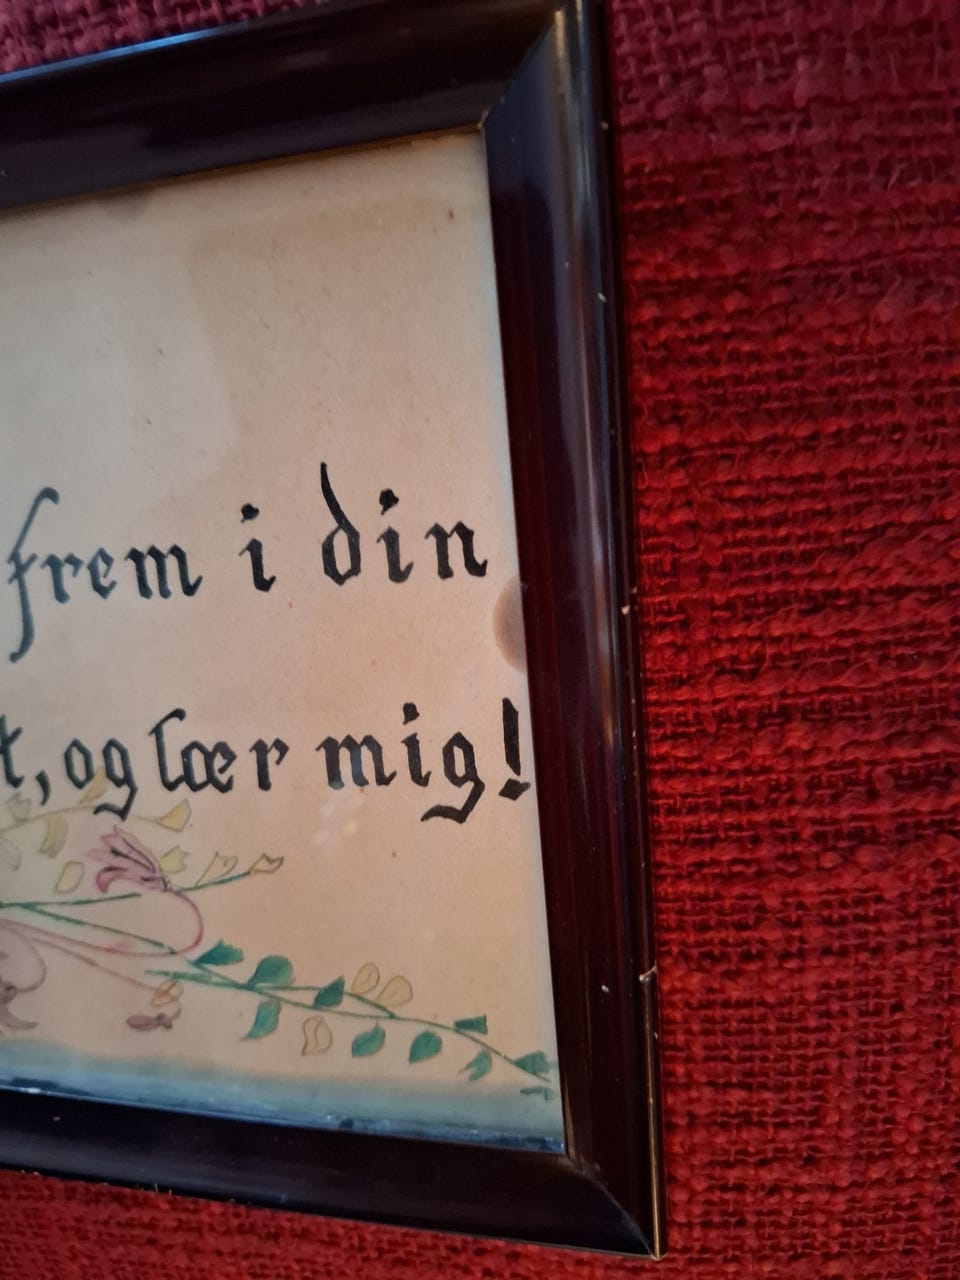 frem i din
t, og lær mig!